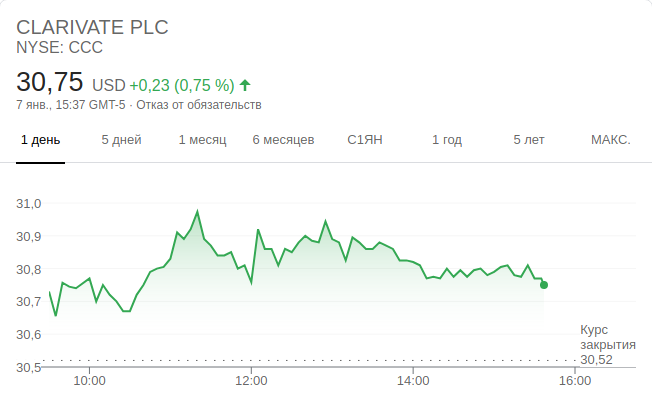 CLARIVATE PLC
NYSE: CCC
30,75 USD +0,23 (0,75 %)
7 янв., 15:37 GMT-5 · Отказ от обязательств
1 день 5 дней 1 месяц 6 месяцев С1ЯН 1 год 5 лет МАКС.
31,0
30,9
30,8
30,7
30,6
30,5
Курс
закрытия
30,52
10:00 12:00 14:00 16:00